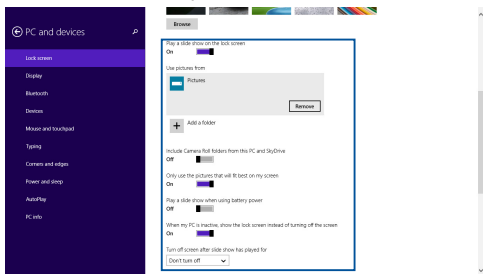 PC and devices
Lock screen
Display
Bluetooth
Devices
Mouse and touchpad
Typing
Corners and edges
Power and sleep
AutoPlay
PC info
Browse
Play a slide show on the lock screen
On
Use pictures from
Pictures
Remove
Add a folder
Include Camera Roll folders from this PC and SkyDrive
Off
Only use the pictures that will fit best on my screen
On
Play a slide show when using battery power
Off
When my PC is inactive, show the lock screen instead of turning off the screen
On
Turn off screen after slide show has played for
Don't turn off